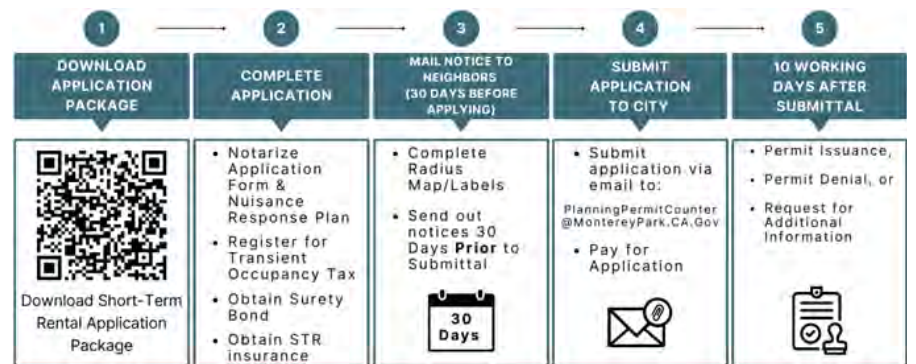 1
DOWNLOAD
APPLICATION
PACKAGE
Download Short-Term
Rental Application
Package
2
COMPLETE
APPLICATION
• Notarize
Application
Form &
Nuisance
Response Plan
• Register for
Transient
Occupancy Tax
• Obtain Surety
Bond
• Obtain STR
insurance
3
MAIL NOTICE TO
NEIGHBORS
(30 DAYS BEFORE
APPLYING)
• Complete
Radius
Map/Labels
• Send out
notices 30
Days Prior to
Submittal
30
Days
4
SUBMIT
APPLICATION
TO CITY
• Submit
application via
email to:
PlanningPermitCounter
@MontereyPark.CA.Gov
• Pay for
Application
5
10 WORKING
DAYS AFTER
SUBMITTAL
• Permit Issuance,
• Permit Denial, or
• Request for
Additional
Information